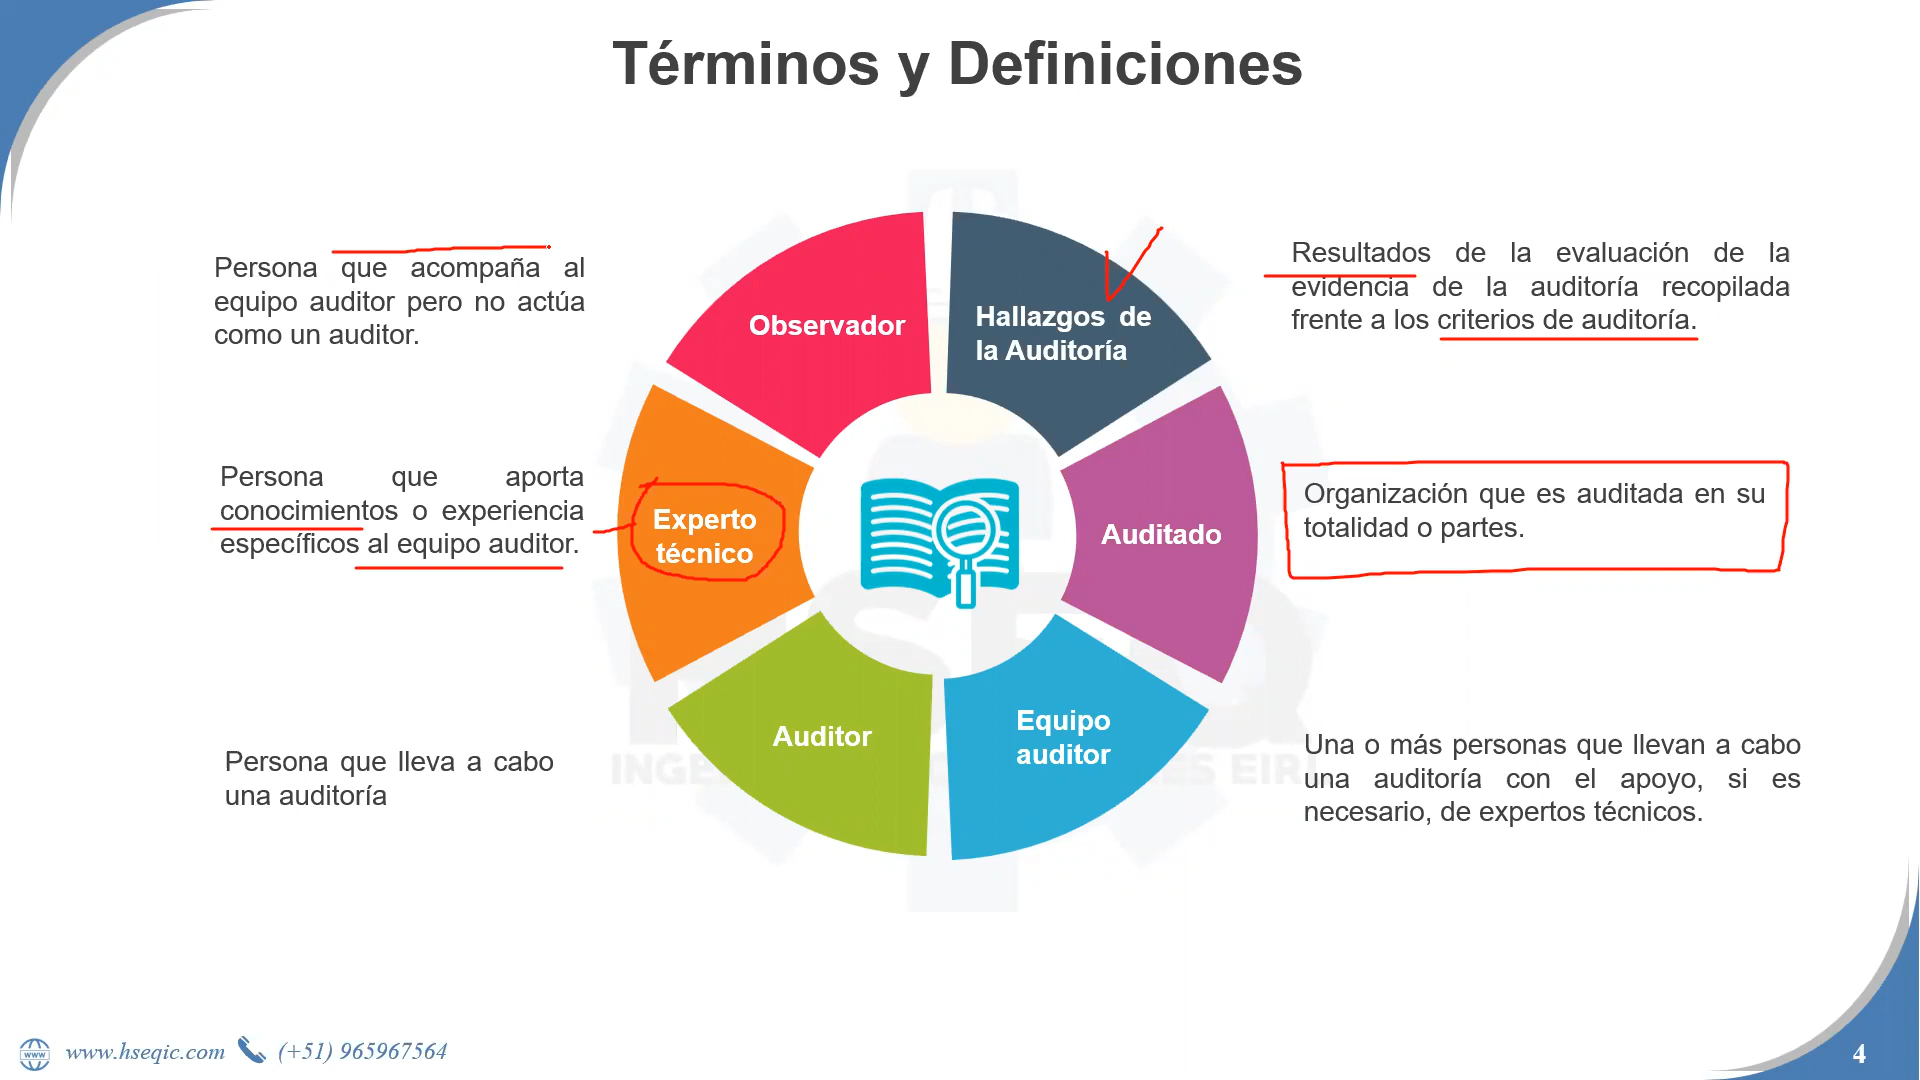 Términos y Definiciones
Persona que acompaña al
equipo auditor pero no actúa
como un auditor.
Observador
Hallazgos de
la Auditoría
Resultados de la evaluación de la
evidencia de la auditoría recopilada
frente a los criterios de auditoría.
Persona que aporta
conocimientos o experiencia
específicos al equipo auditor.
Experto
técnico
Auditado
Organización que es auditada en su
totalidad o partes.
Persona que lleva a cabo
una auditoría
Auditor
Equipo
auditor
Una o más personas que llevan a cabo
una auditoría con el apoyo, si es
necesario, de expertos técnicos.
www
www.hseqic.com
(+51) 965967564
4